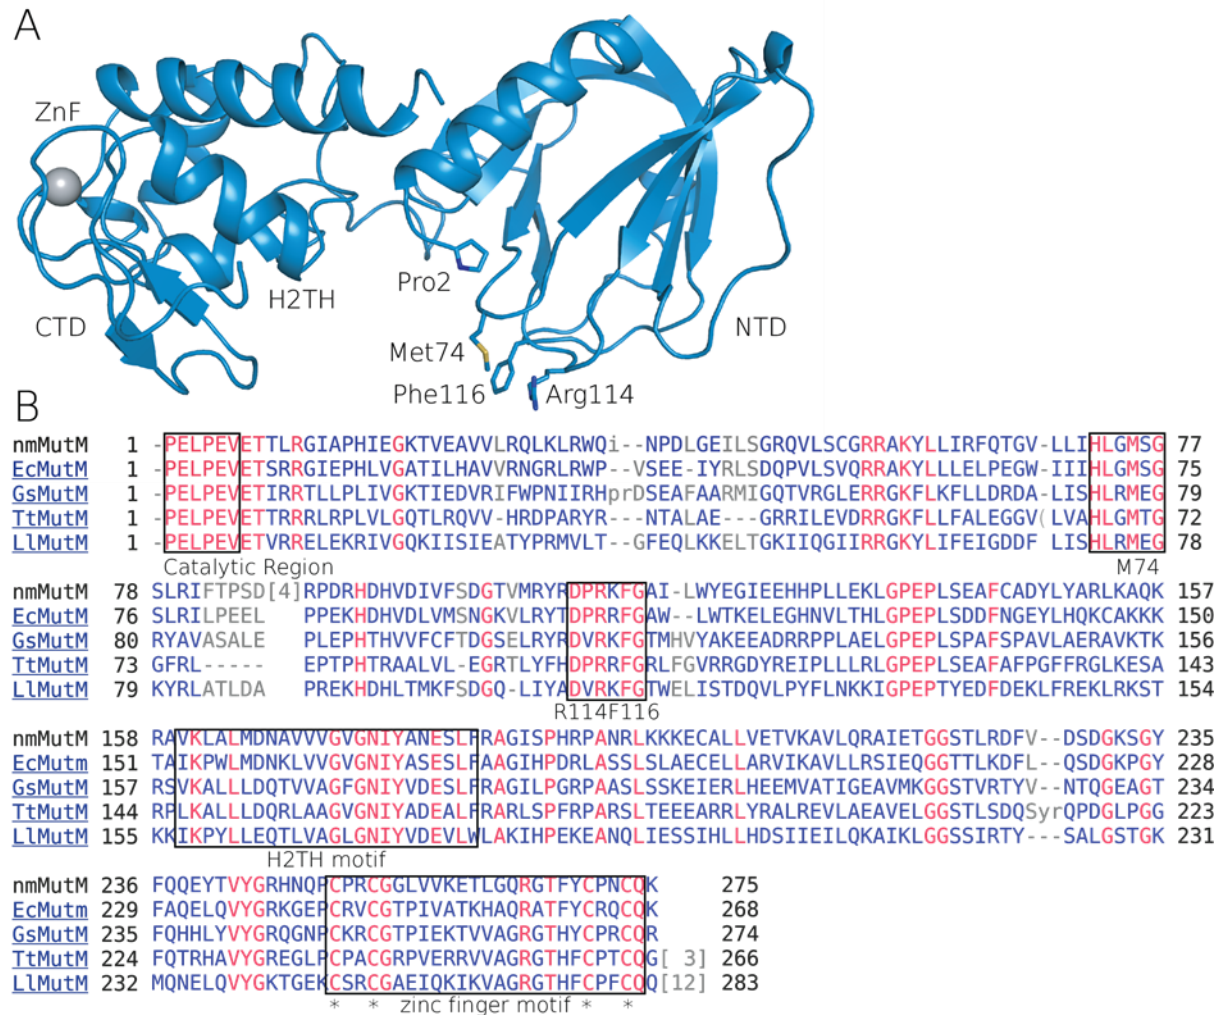 A
ZnF
CTD
H2TH
Pro2
Met74
Phe116
Arg114
NTD
B
nmMutM 1 -PELPEVETTLRGIAPHIEGKTVEAVVLRQLKLRWQi--NPDLGEILSGRQVLSCGRRAKYLLIRFQTGV-LLIHLGMSG 77
EcMutM 1 -PELPEVETSRRGIEPHLVGATILHAVVRNGRLRWP--VSEE-IYRLSDQPVLSVQRRAKYLLLELPEGW-IIIHLGMSG 75
GsMutM 1 -PELPEVETIRRTLLPLIVGKTIEDVRIFWPNIIRHprDSEAFAARMIGQTVRGLERRGKFLKFLLDRDA-LISHLRMEG 79
TtMutM 1 -PELPEVETTRRRLRPLVLGQTLRQVV-HRDPARYR---NTALAE---GRRILEVDRRGKFLLFALEGGV(LVAHLGMTG 72
LlMutM 1 -PELPEVETVRRELEKRIVGQKIISIEATYPRMVLT--GFEQLKKELTGKIIQGIIRRGKYLIFEIGDDF LISHLRMEG 78
Catalytic Region M74
nmMutM 78 SLRIFTPSD[4]RPDRHDHVDIVFSDGTVMRYRDPRKFGAI-LWYEGIEEHHPLLEKLGPEPLSEAFCADYLYARLKAQK 157
EcMutM 76 SLRILPEEL PPEKHDHVDLVMSNGKVLRYTDPRRFGAW--LWTKELEGHNVLTHLGPEPLSDDFNGEYLHQKCAKKK 150
GsMutM 80 RYAVASALE PLEPHTHVVFCFTDGSELRYRDVRKFGTMHVYAKEEADRRPPLAELGPEPLSPAFSPAVLAERAVKTK 156
TtMutM 73 GFRL----- EPTPHTRAALVL-EGRTLYFHDPRRFGRLFGVRRGDYREIPLLLRLGPEPLSEAFAFPGFFRGLKESA 143
LlMutM 79 KYRLATLDA PREKHDHLTMKFSDGQ-LIYADVRKFGTWELISTDQVLPYFLNKKIGPEPTYEDFDEKLFREKLRKST 154
R114F116
nmMutM 158 RAVKLALMDNAVVVGVGNIYANESLFRAGISPHRPANRLKKKECALLVETVKAVLQRAIETGGSTLRDFV--DSDGKSGY 235
EcMutm 151 TAIKPWLMDNKLVVGVGNIYASESLFAAGIHPDRLASSLSLAECELLARVIKAVLLRSIEQGGTTLKDFL--QSDGKPGY 228
GsMutM 157 RSVKALLLDQTVVAGFGNIYVDESLFRAGILPGRPAASLSSKEIERLHEEMVATIGEAVMKGGSTVRTYV--NTQGEAGT 234
TtMutM 144 RPLKALLLDQRLAAGVGNIYADEALFRARLSPFRPARSLTEEEARRLYRALREVLAEAVELGGSTLSDQSyrQPDGLPGG 223
LlMutM 155 KKIKPYLLEQTLVAGLGNIYVDEVLWLAKIHPEKEANQLIESSIHLLHDSIIEILQKAIKLGGSSIRTY---SALGSTGK 231
H2TH motif
nmMutM 236 FQQEYTVYGRHNQPCPRCGGLVVKETLGQRGTFYCPNCQK 275
EcMutm 229 FAQELQVYGRKGEPCRVCGTPIVATKHAQRATFYCRQCQK 268
GsMutM 235 FQHHLYVYGRQGNPCKRCGTPIEKTVVAGRGTHYCPRCQR 274
TtMutM 224 FQTRHAVYGREGLPCPACGRPVERRVVAGRGTHFCPTCQG[ 3] 266
LlMutM 232 MQNELQVYGKTGEKCSRCGAEIQKIKVAGRGTHFCPFCQQ[12] 283
* * zinc finger motif * *